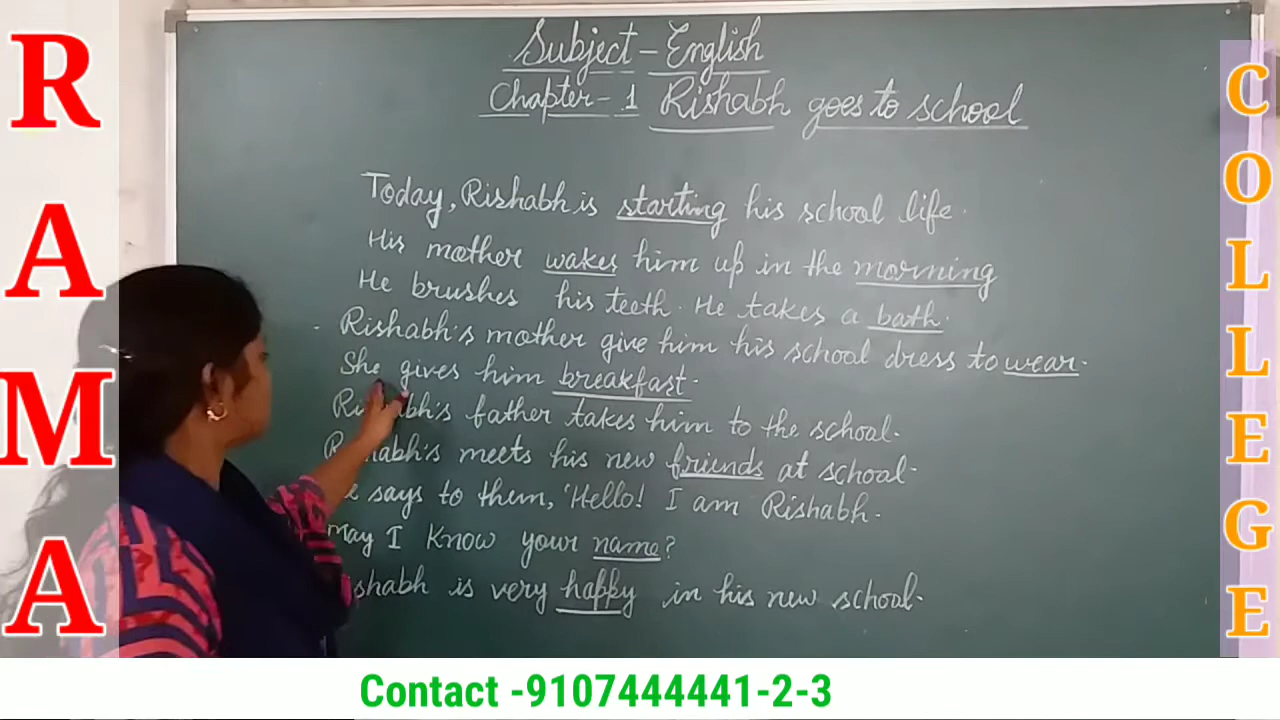 RAMA
COLLEGE
Subject - English
Chapter - 1 Rishabh goes to school
Today, Rishabh is starting his school life.
His mother wakes him up in the morning
He brushes his teeth. He takes a bath.
Rishabh's mother give him his school dress to wear.
She gives him breakfast.
father takes him to the school.
meets his new friends at school.
says to them, 'Hello! I am Rishabh.
May I Know your name?
is very happy in his new school.
Contact -9107444441-2-3